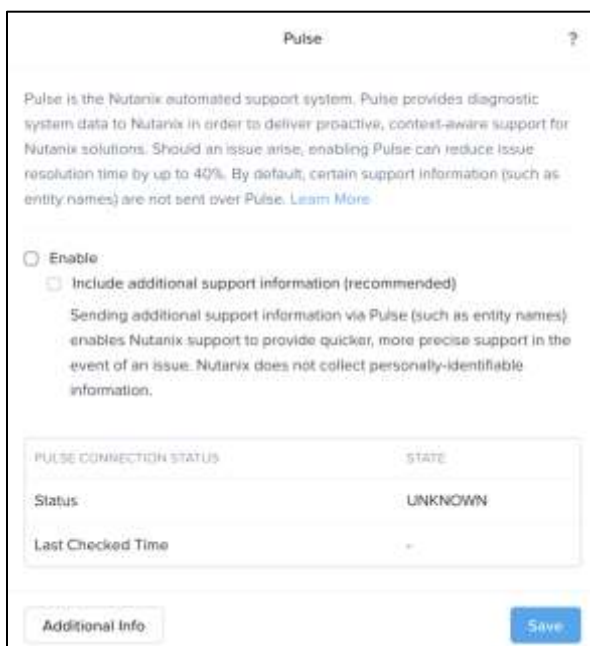 Pulse ?
Pulse is the Nutanix automated support system. Pulse provides diagnostic
system data to Nutanix in order to deliver proactive, context-aware support for
Nutanix solutions. Should an issue arise, enabling Pulse can reduce issue
resolution time by up to 40%. By default, certain support information (such as
entity names) are not sent over Pulse. Learn More
Enable
Include additional support information (recommended)
Sending additional support information via Pulse (such as entity names)
enables Nutanix support to provide quicker, more precise support in the
event of an issue. Nutanix does not collect personally-identifiable
information.
PULSE CONNECTION STATUS STATE
Status UNKNOWN
Last Checked Time -
Additional Info Save